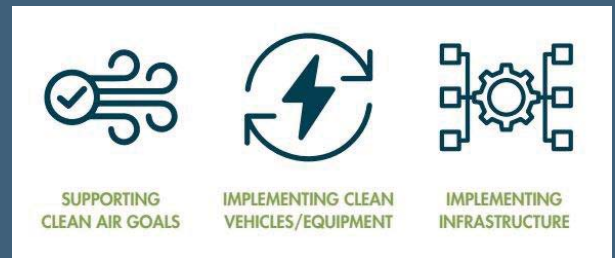 SUPPORTING
CLEAN AIR GOALS
IMPLEMENTING CLEAN
VEHICLES/EQUIPMENT
IMPLEMENTING
INFRASTRUCTURE